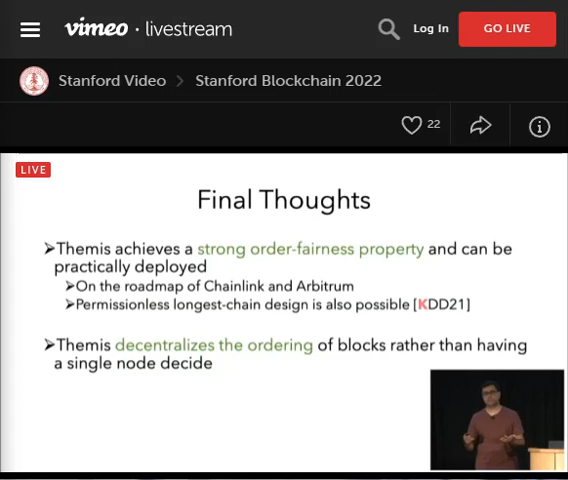 vimeo · livestream
Log In
GO LIVE
Stanford Video > Stanford Blockchain 2022
22
LIVE
Final Thoughts
➢Themis achieves a strong order-fairness property and can be
practically deployed
➢On the roadmap of Chainlink and Arbitrum
➢Permissionless longest-chain design is also possible [KDD21]
➢Themis decentralizes the ordering of blocks rather than having
a single node decide